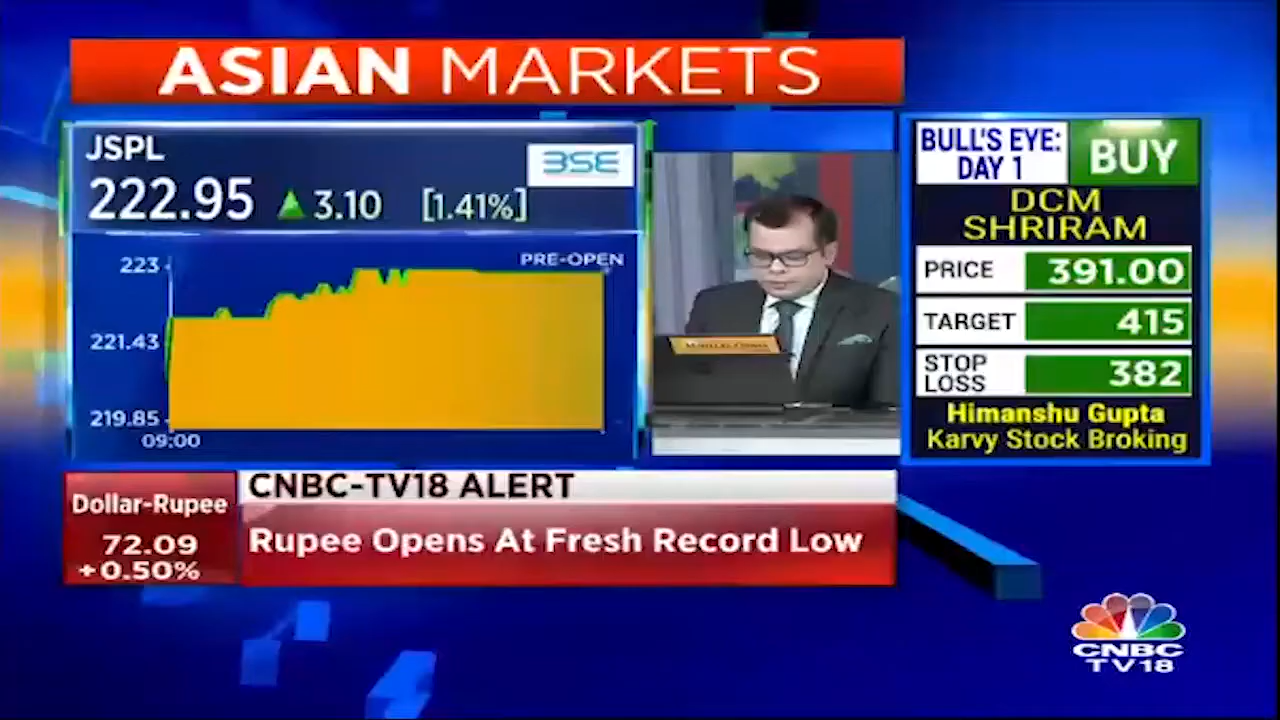 ASIAN MARKETS
JSPL
BSE
222.95 ▲ 3.10 [1.41%]
PRE-OPEN
223
221.43
219.85
09:00
BULL'S EYE:
DAY 1
BUY
DCM
SHRIRAM
PRICE 391.00
TARGET 415
STOP
LOSS
382
Himanshu Gupta
Karvy Stock Broking
Dollar-Rupee
72.09
+0.50%
CNBC-TV18 ALERT
Rupee Opens At Fresh Record Low
CNBC
TV18